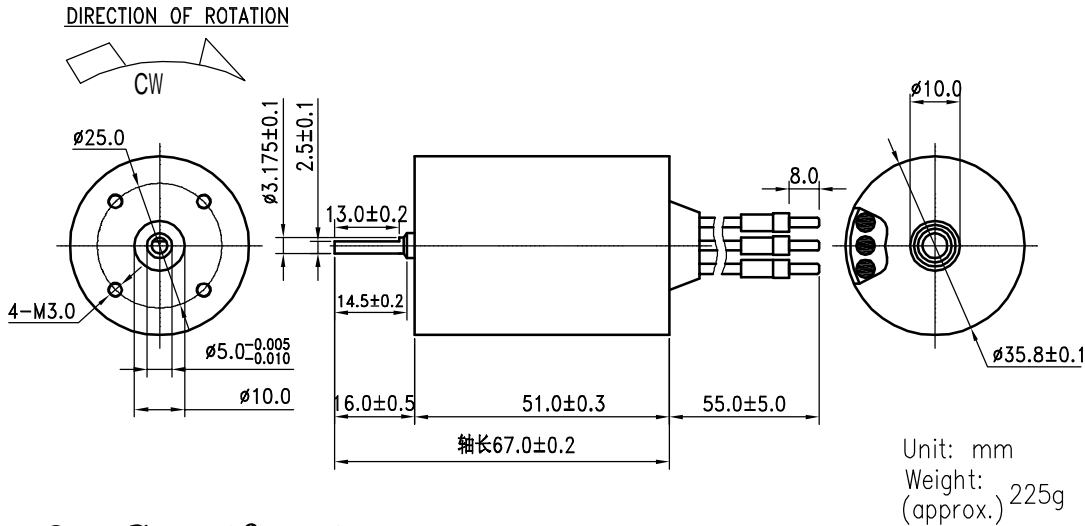 DIRECTION OF ROTATION
CW
ø25.0
4-M3.0
ø5.0-0.005
-0.010
ø10.0
ø3.175±0.1
2.5±0.1
13.0±0.2
14.5±0.2
16.0±0.5
51.0±0.3
55.0±5.0
轴长67.0±0.2
8.0
ø10.0
ø35.8±0.1
Unit: mm
Weight:
(approx.) 225g